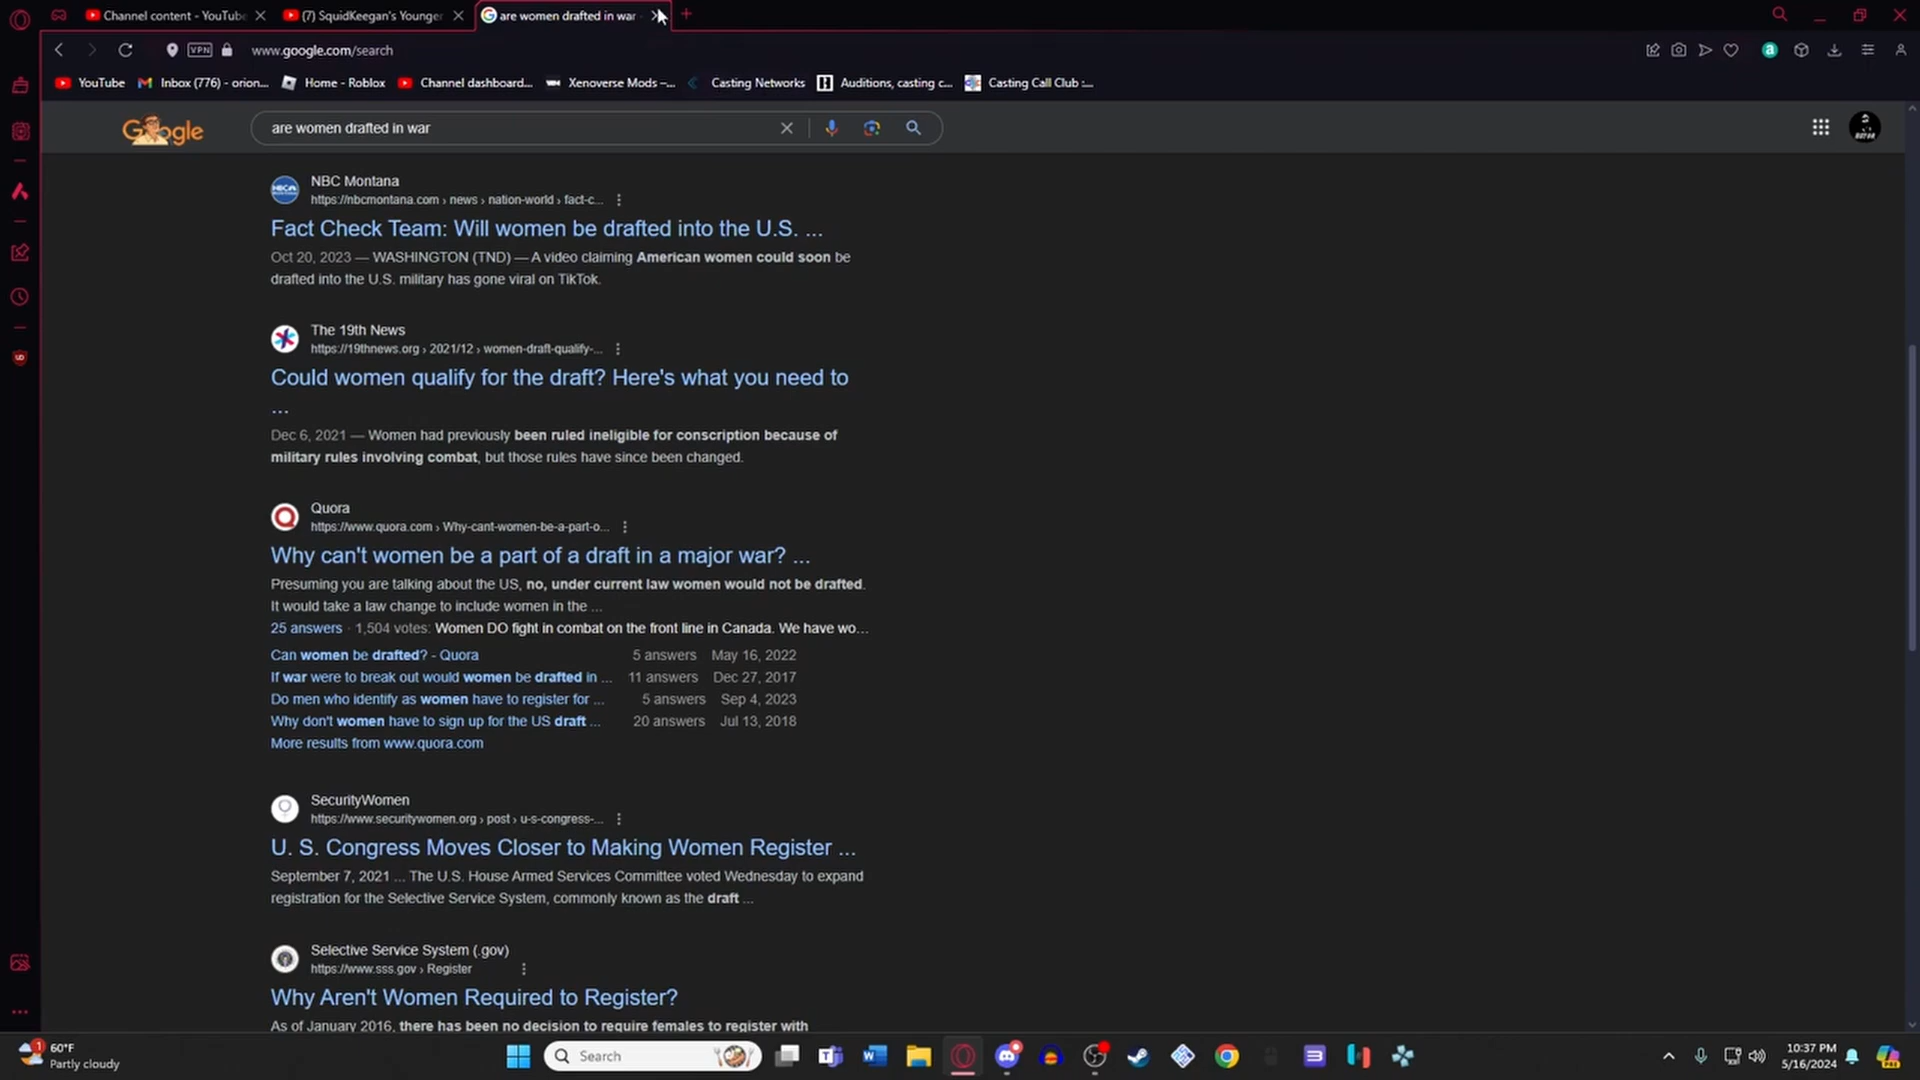 Channel content - YouTube
(7) SquidKeegan's Younger
are women drafted in war -
VPN
www.google.com/search
YouTube
Inbox (776) - orion...
Home - Roblox
Channel dashboard...
Xenoverse Mods –...
Casting Networks
Auditions, casting c...
Casting Call Club :...
Google
are women drafted in war
NBC Montana
https://nbcmontana.com › news › nation-world › fact-c...
Fact Check Team: Will women be drafted into the U.S. ...
Oct 20, 2023 — WASHINGTON (TND) — A video claiming American women could soon be
drafted into the U.S. military has gone viral on TikTok.
The 19th News
https://19thnews.org › 2021/12 › women-draft-qualify-...
Could women qualify for the draft? Here's what you need to
...
Dec 6, 2021 — Women had previously been ruled ineligible for conscription because of
military rules involving combat, but those rules have since been changed.
Quora
https://www.quora.com › Why-cant-women-be-a-part-o...
Why can't women be a part of a draft in a major war? ...
Presuming you are talking about the US, no, under current law women would not be drafted.
It would take a law change to include women in the ...
25 answers · 1,504 votes: Women DO fight in combat on the front line in Canada. We have wo...
Can women be drafted? - Quora 5 answers May 16, 2022
If war were to break out would women be drafted in ... 11 answers Dec 27, 2017
Do men who identify as women have to register for ... 5 answers Sep 4, 2023
Why don't women have to sign up for the US draft ... 20 answers Jul 13, 2018
More results from www.quora.com
SecurityWomen
https://www.securitywomen.org › post › u-s-congress-...
U. S. Congress Moves Closer to Making Women Register ...
September 7, 2021 ... The U.S. House Armed Services Committee voted Wednesday to expand
registration for the Selective Service System, commonly known as the draft ...
Selective Service System (.gov)
https://www.sss.gov › Register
Why Aren't Women Required to Register?
As of January 2016, there has been no decision to require females to register with
60°F
Partly cloudy
Search
10:37 PM
5/16/2024